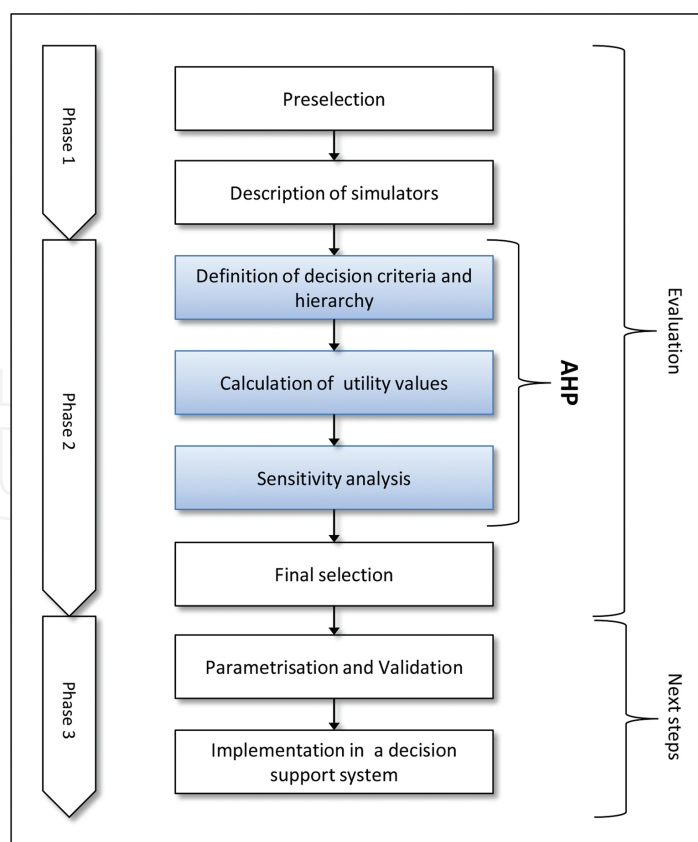 Phase 1
Preselection
Description of simulators
Phase 2
Definition of decision criteria and
hierarchy
Calculation of utility values
Sensitivity analysis
AHP
Final selection
Evaluation
Phase 3
Parametrisation and Validation
Implementation in a decision
support system
Next steps